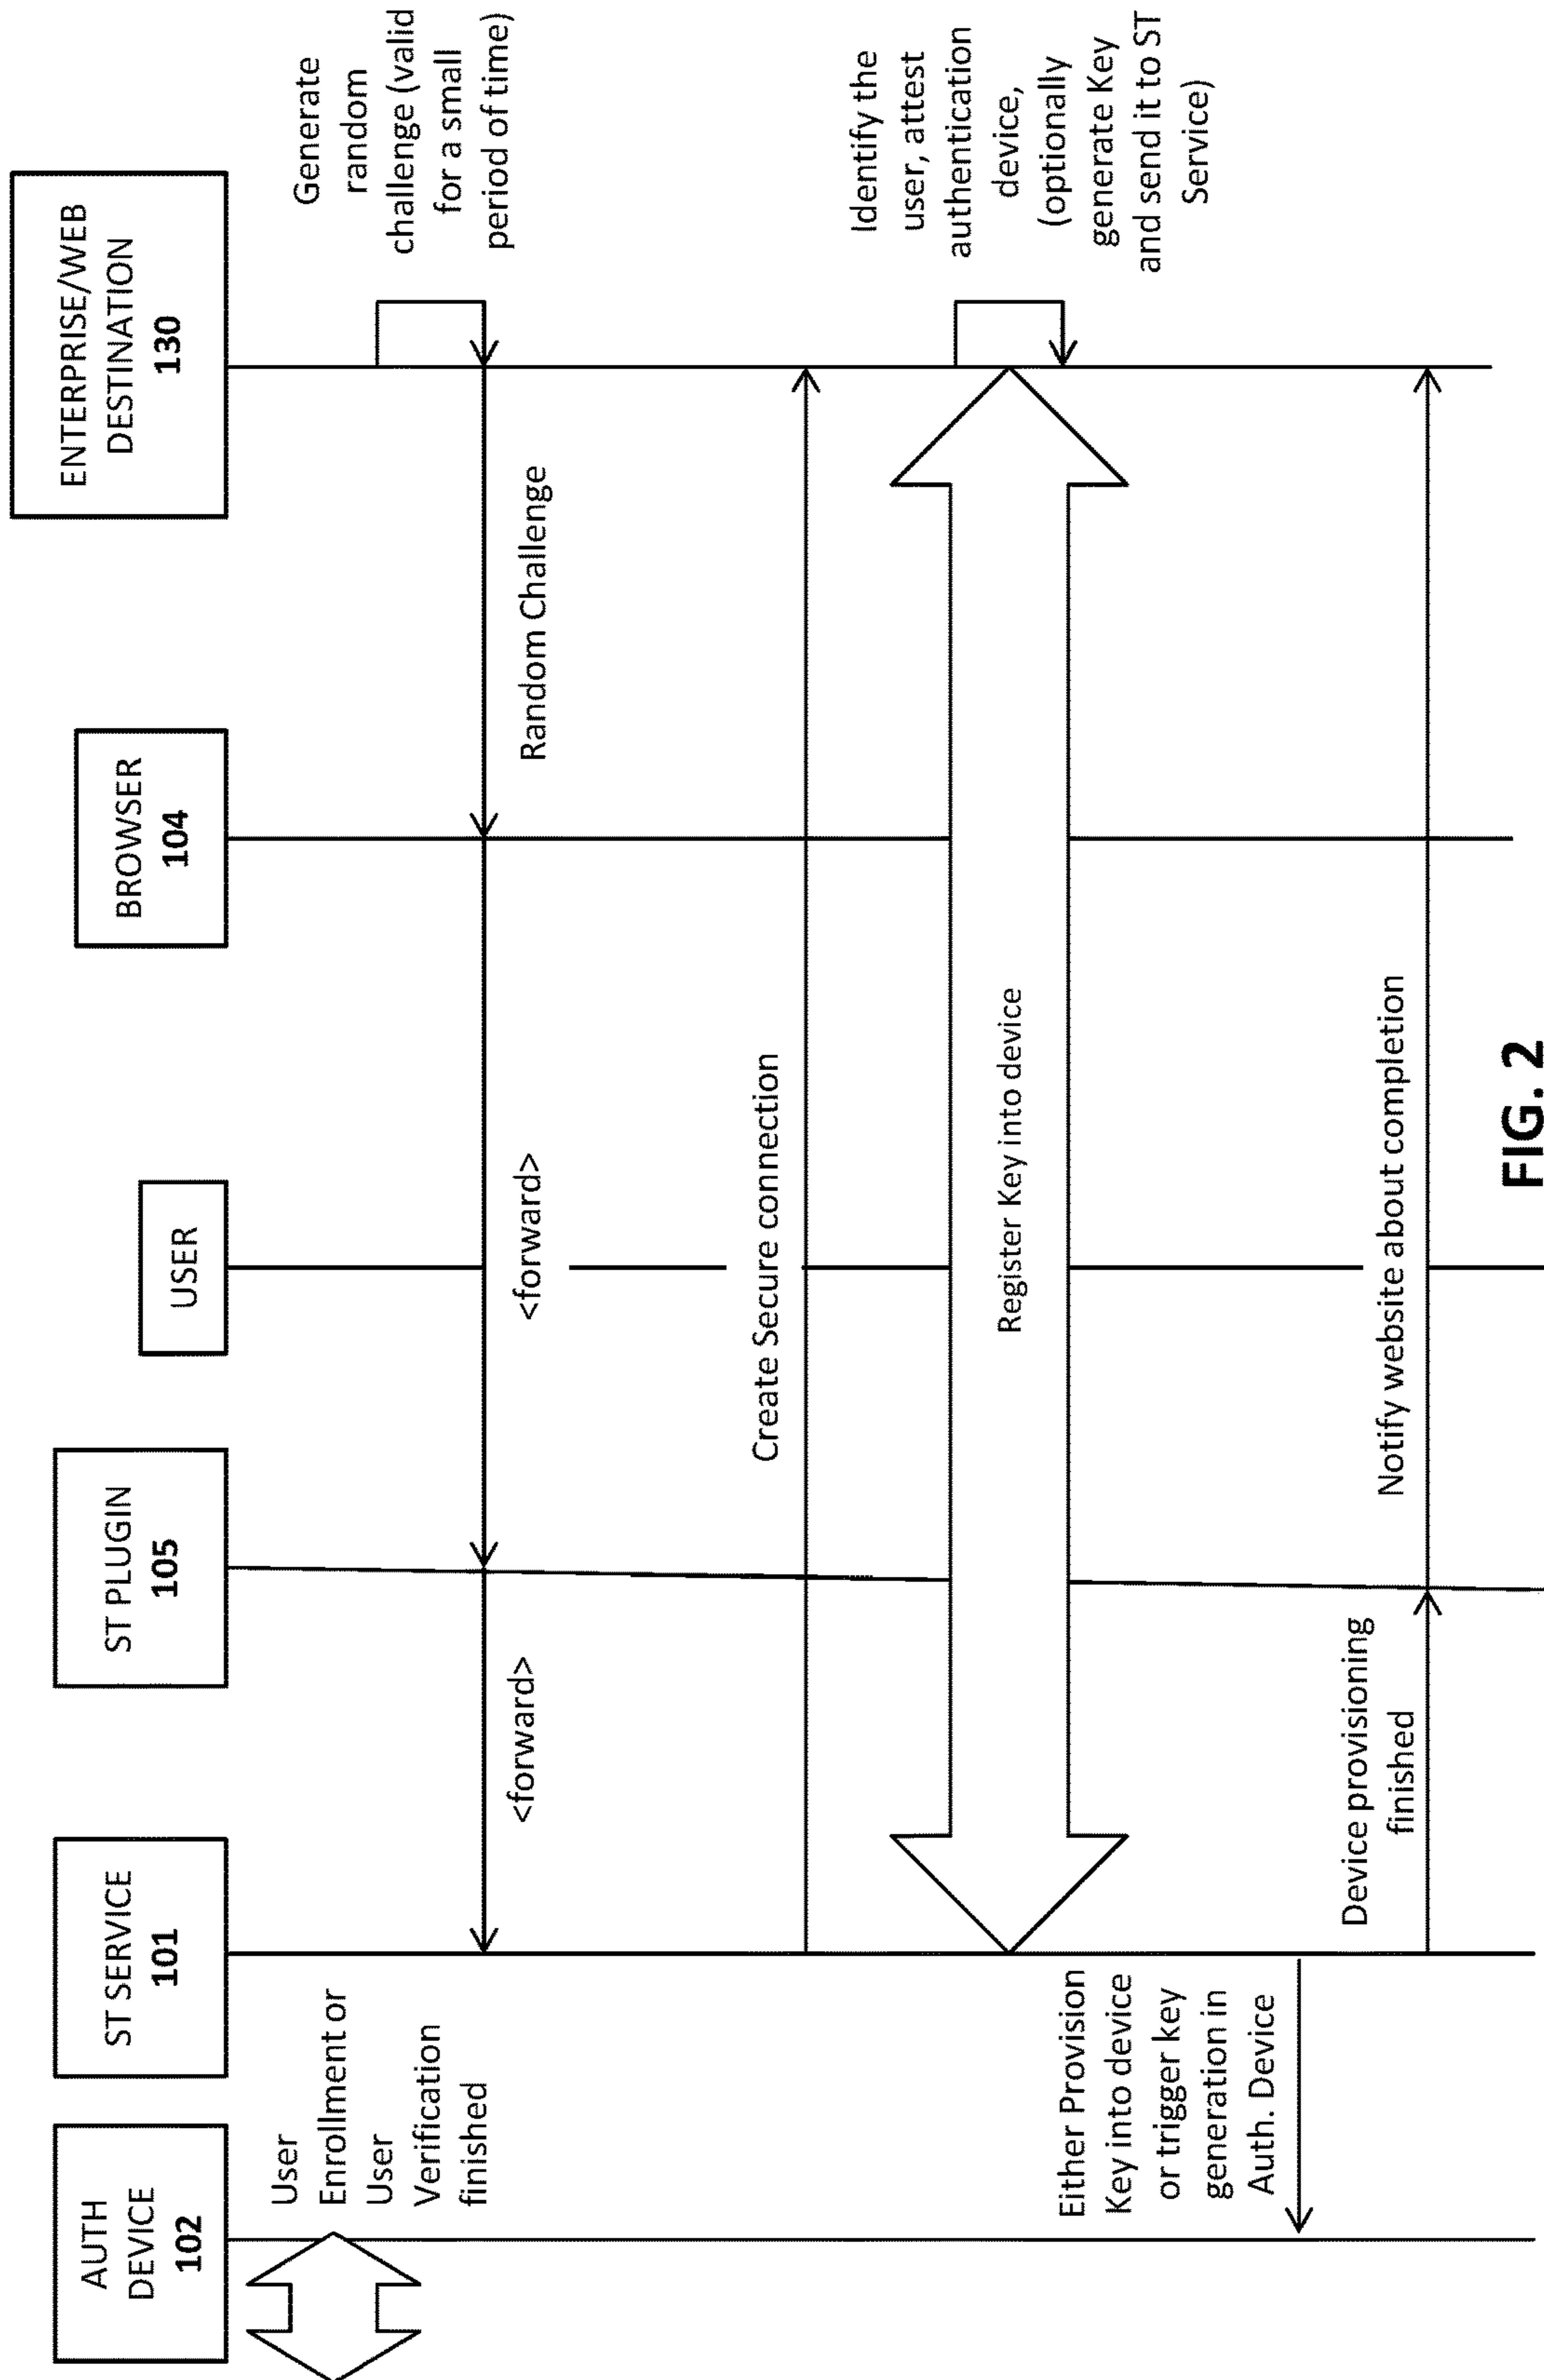 AUTH
DEVICE
102
ST SERVICE
101
ST PLUGIN
105
USER
BROWSER
104
ENTERPRISE/WEB
DESTINATION
130
User
Enrollment or
User
Verification
finished
Generate
random
challenge (valid
for a small
period of time)
Random Challenge
<forward>
<forward>
Create Secure connection
Register Key into device
Identify the
user, attest
authentication
device,
(optionally
generate Key
and send it to ST
Service)
Either Provision
Key into device
or trigger key
generation in
Auth. Device
Device provisioning
finished
Notify website about completion
FIG. 2